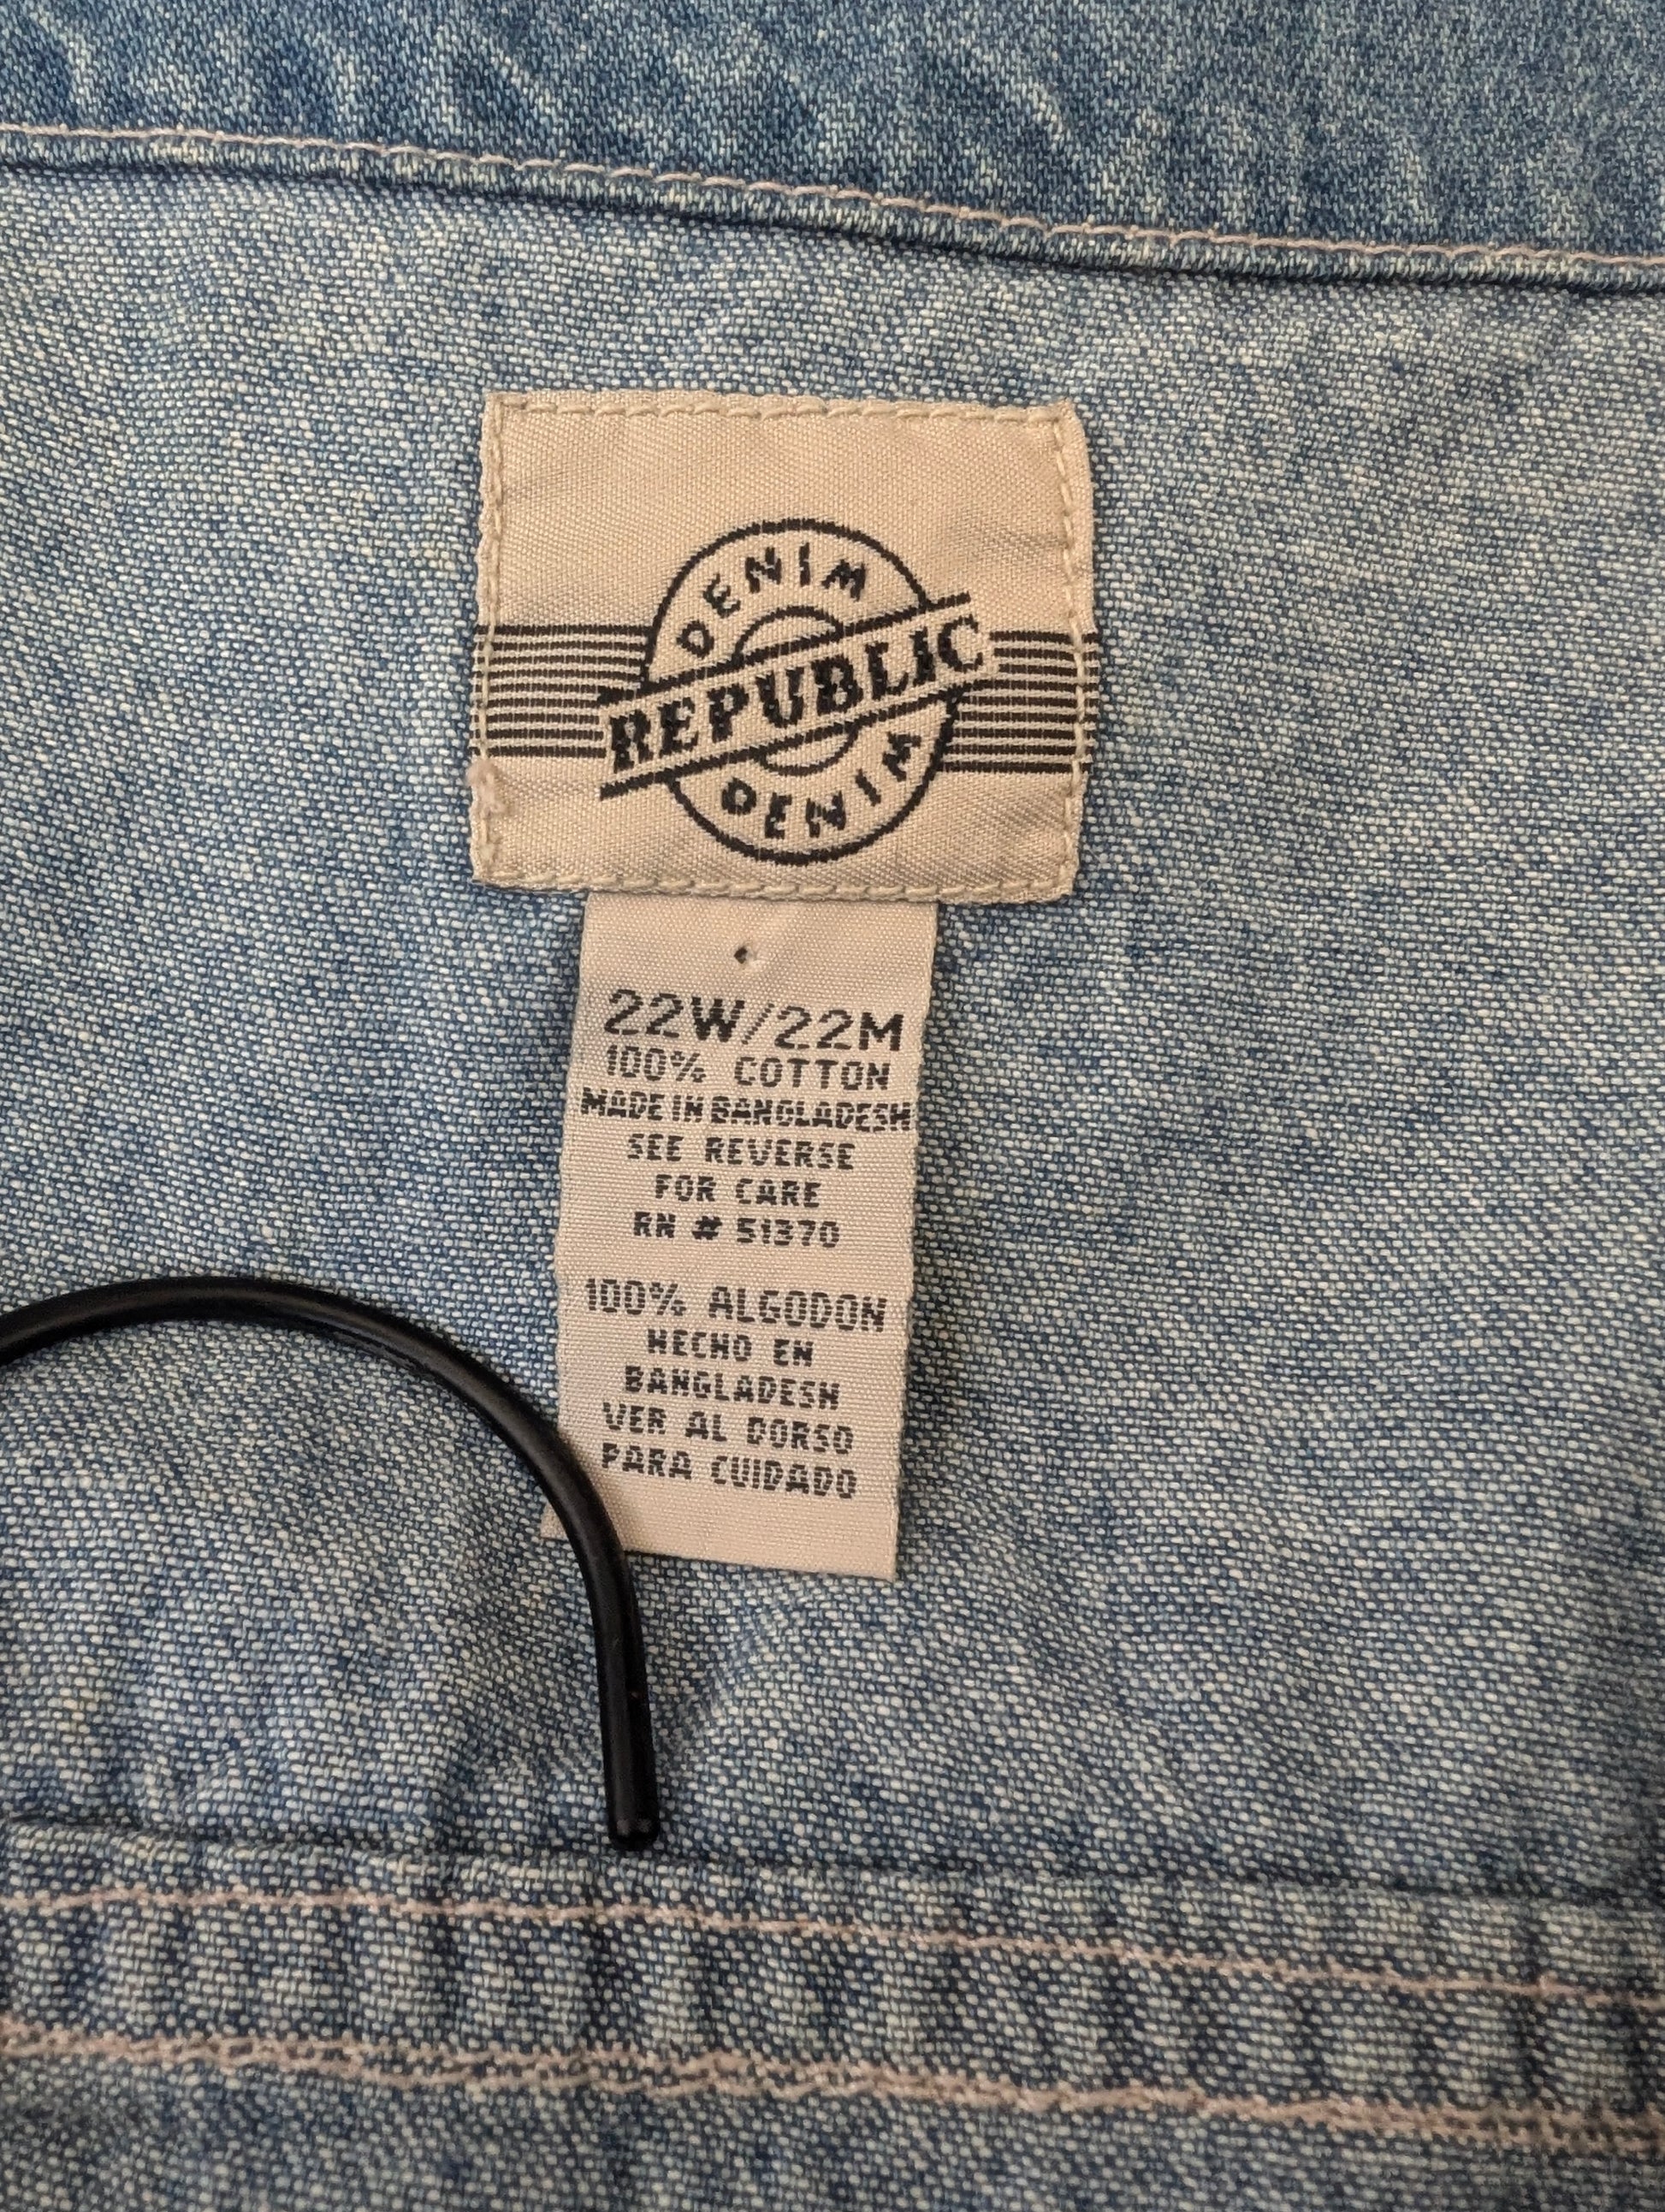 DENIM
REPUBLIC
DENIM
22W/22M
100% COTTON
MADE IN BANGLADESH
SEE REVERSE
FOR CARE
RN # 51370
100% ALGODON
HECHO EN
BANGLADESH
VER AL DORSO
PARA CUIDADO